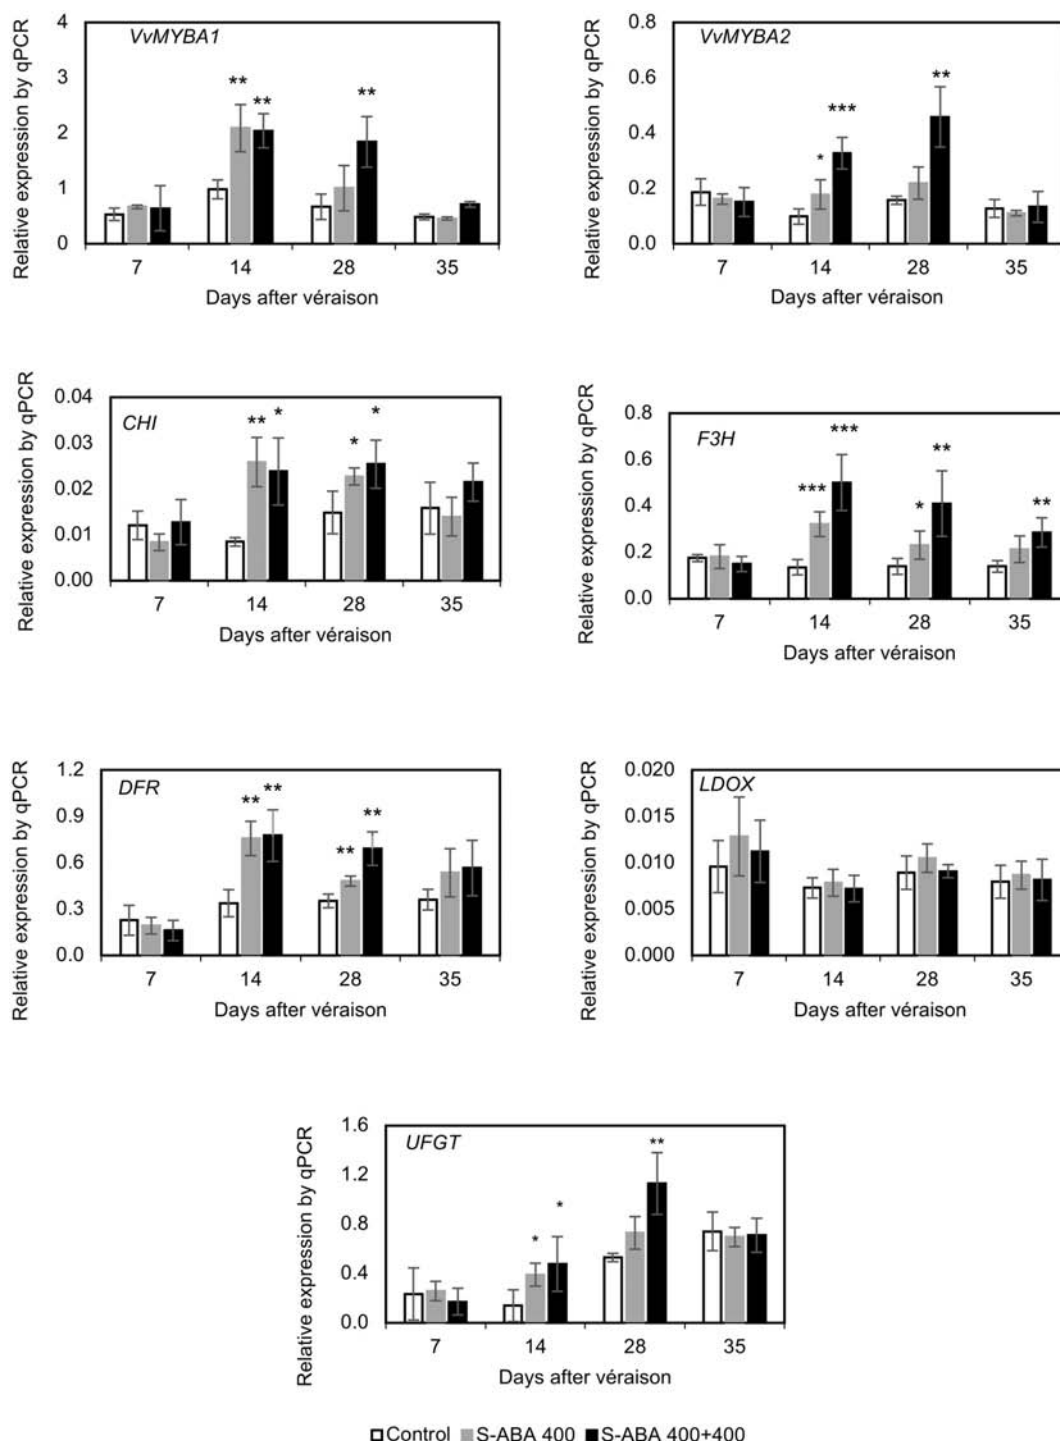 Relative expression by qPCR
VvMYBA1
4
3
2
1
0
** ** **
7 14 28 35
Days after véraison
Relative expression by qPCR
VvMYBA2
0.8
0.6
0.4
0.2
0.0
* *** **
7 14 28 35
Days after véraison
Relative expression by qPCR
CHI
0.04
0.03
0.02
0.01
0.00
** * * *
7 14 28 35
Days after véraison
Relative expression by qPCR
F3H
0.8
0.6
0.4
0.2
0.0
*** *** * ** **
7 14 28 35
Days after véraison
Relative expression by qPCR
DFR
1.2
0.9
0.6
0.3
0.0
** ** ** **
7 14 28 35
Days after véraison
Relative expression by qPCR
LDOX
0.020
0.015
0.010
0.005
0.000
7 14 28 35
Days after véraison
Relative expression by qPCR
UFGT
1.6
1.2
0.8
0.4
0.0
* * **
7 14 28 35
Days after véraison
Control S-ABA 400 S-ABA 400+400